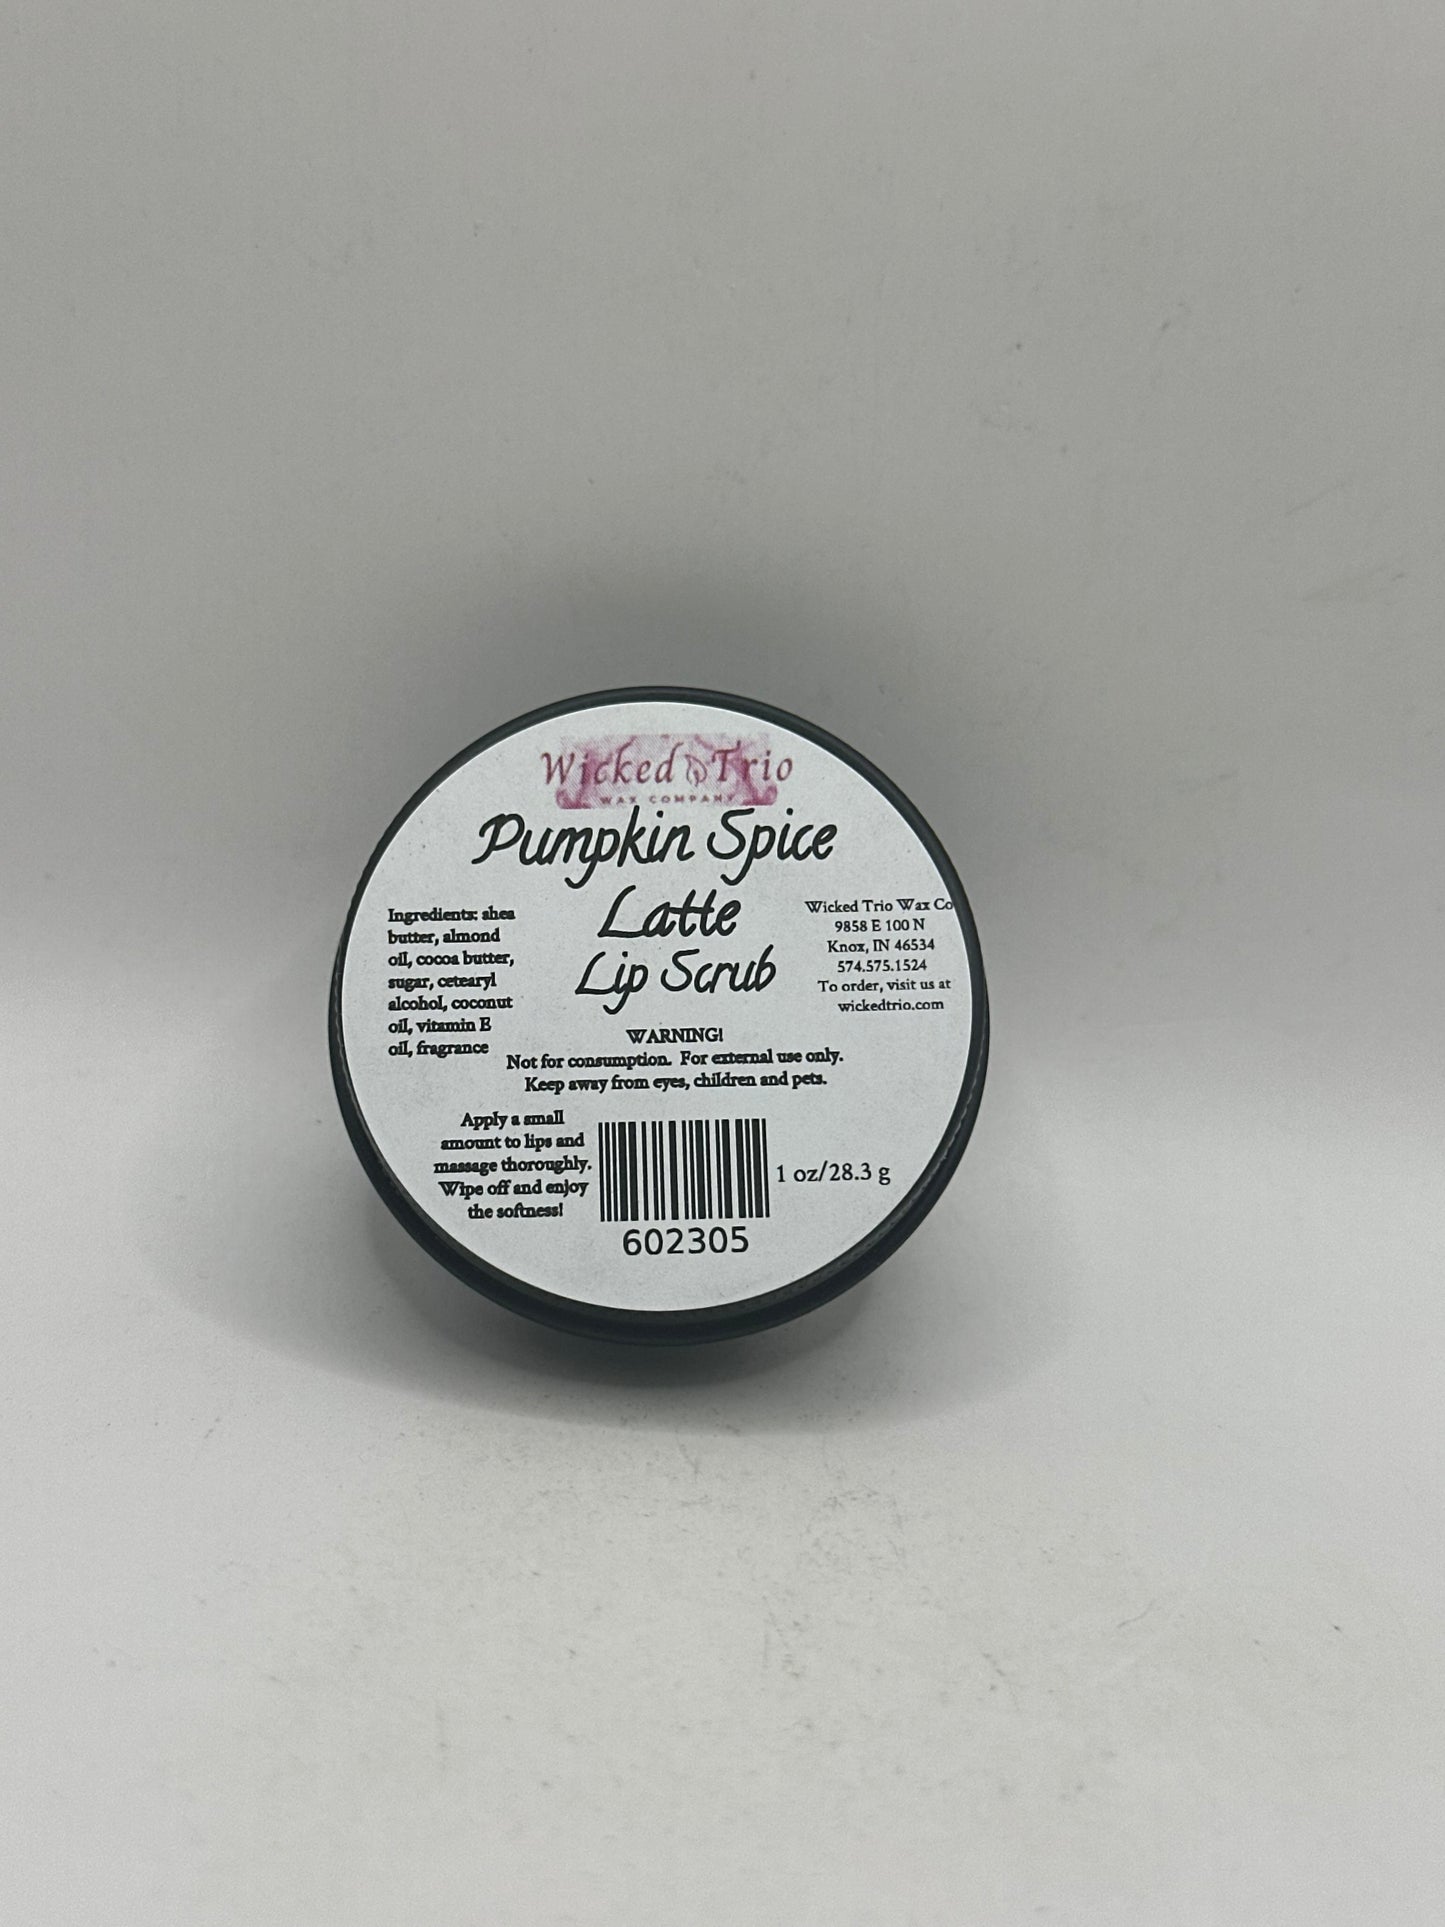 Wicked Trio
WAX COMPANY
Pumpkin Spice
Latte
Lip Scrub
Ingredients: shea
butter, almond
oil, cocoa butter,
sugar, cetearyl
alcohol, coconut
oil, vitamin E
oil, fragrance
Wicked Trio Wax Co
9858 E 100 N
Knox, IN 46534
574.575.1524
To order, visit us at
wickedtrio.com
WARNING!
Not for consumption. For external use only.
Keep away from eyes, children and pets.
Apply a small
amount to lips and
massage thoroughly.
Wipe off and enjoy
the softness!
602305
1 oz/28.3 g